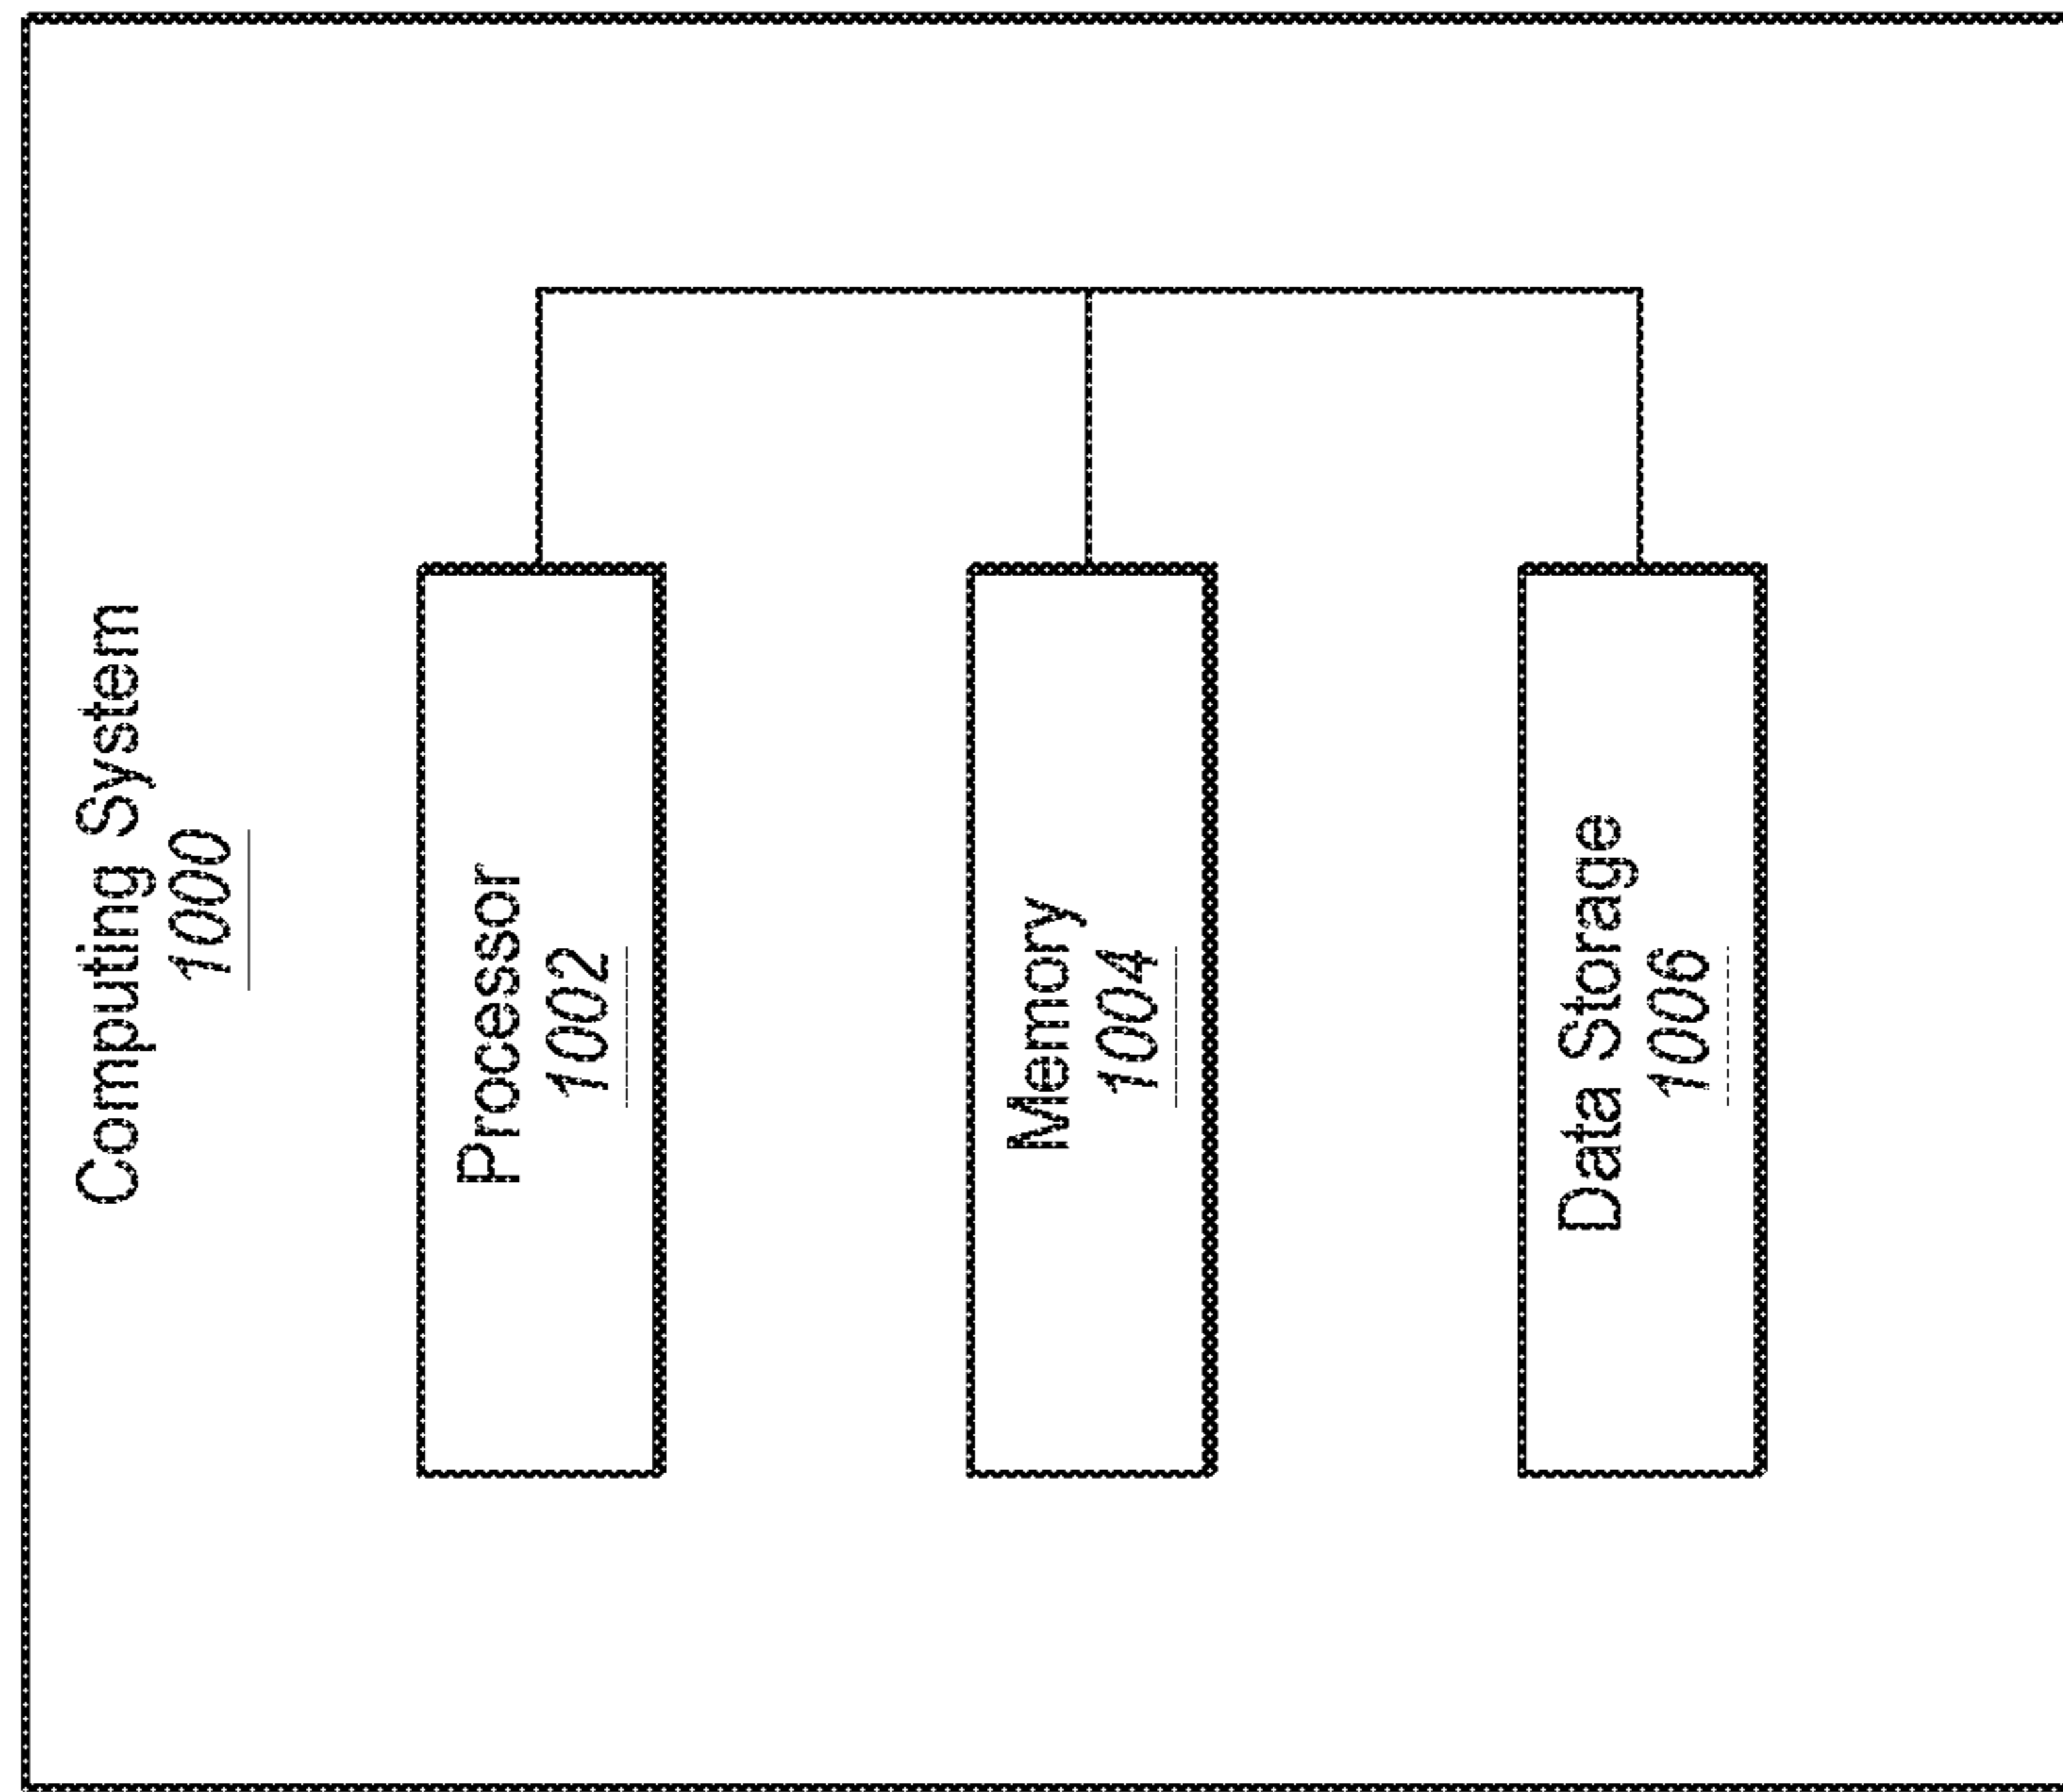 Computing System
1000
Processor
1002
Memory
1004
Data Storage
1006